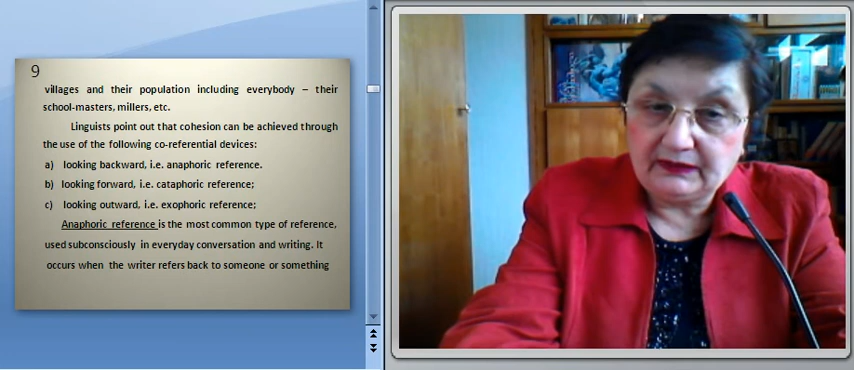 9
villages and their population including everybody – their
school-masters, millers, etc.
Linguists point out that cohesion can be achieved through
the use of the following co-referential devices:
a) looking backward, i.e. anaphoric reference.
b) looking forward, i.e. cataphoric reference;
c) looking outward, i.e. exophoric reference;
Anaphoric reference is the most common type of reference,
used subconsciously in everyday conversation and writing. It
occurs when the writer refers back to someone or something